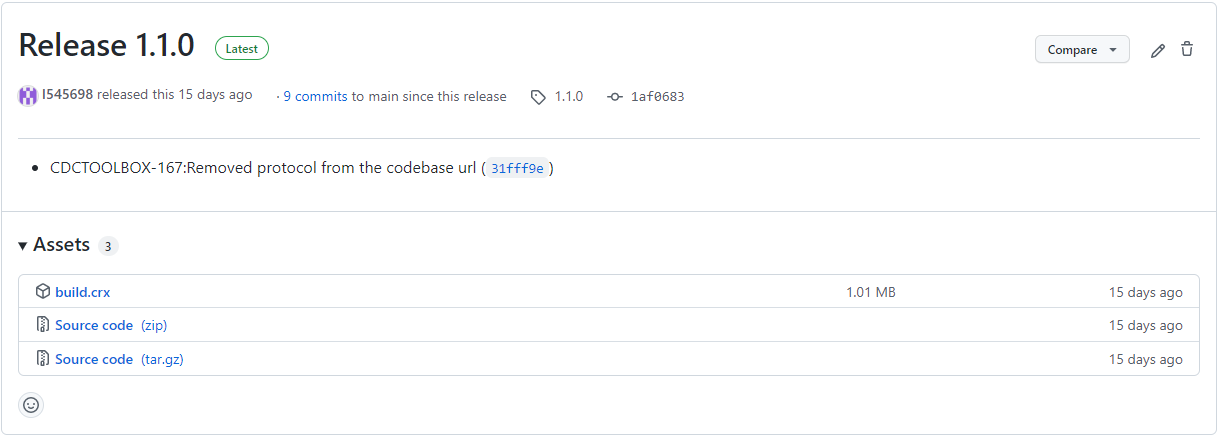 Release 1.1.0 Latest Compare
I545698 released this 15 days ago · 9 commits to main since this release 1.1.0 1af0683
• CDCTOOLBOX-167:Removed protocol from the codebase url (31fff9e)
Assets 3
build.crx 1.01 MB 15 days ago
Source code (zip) 15 days ago
Source code (tar.gz) 15 days ago